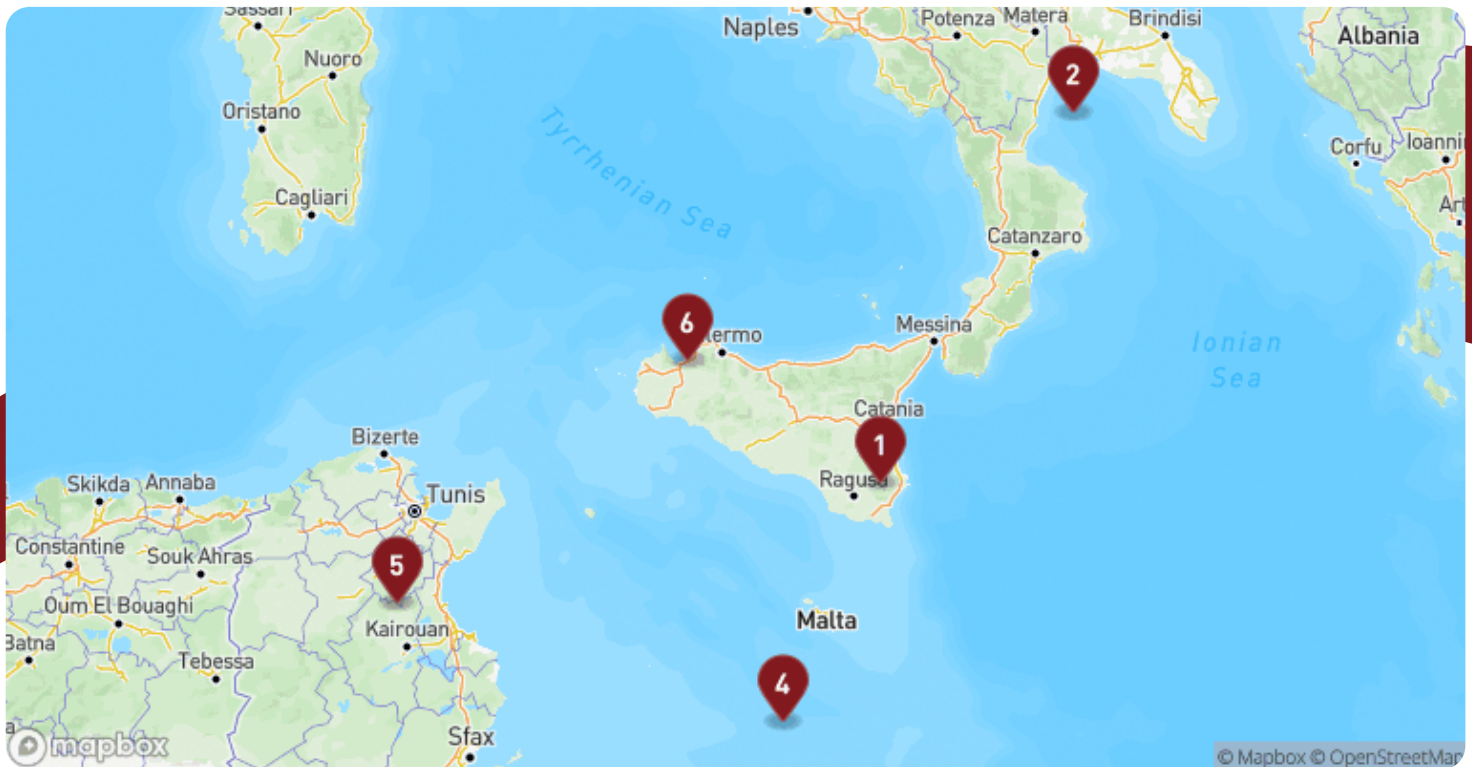 Sassari
Naples
Potenza
Matera
Brindisi
Albania
Nuoro
2
Oristano
Tyrrhenian Sea
Corfu
Ioanni
Cagliari
Art
Catanzaro
6
lermo
Messina
Ionian
Sea
Catania
Bizerte
1
Skikda
Annaba
Tunis
Ragusa
Constantine
Souk Ahras
5
Oum El Bouaghi
Malta
Kairouan
Batna
Tebessa
4
a
Sfax
mapbox
© Mapbox © OpenStreetMap